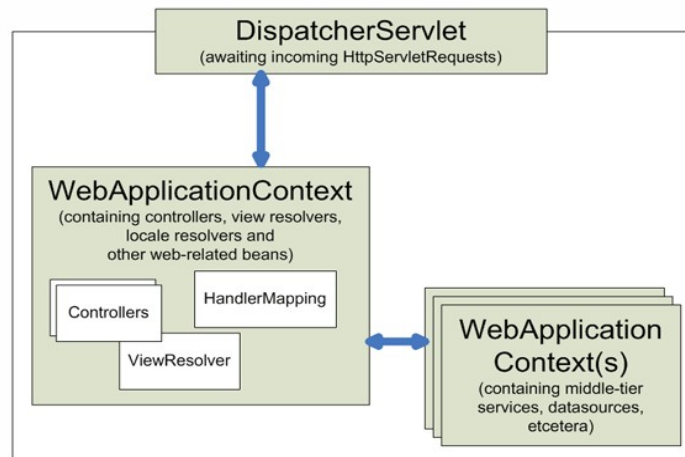 DispatcherServlet
(awaiting incoming HttpServletRequests)
WebApplicationContext
(containing controllers, view resolvers,
locale resolvers and
other web-related beans)
Controllers
HandlerMapping
ViewResolver
WebApplication
Context(s)
(containing middle-tier
services, datasources,
etcetera)